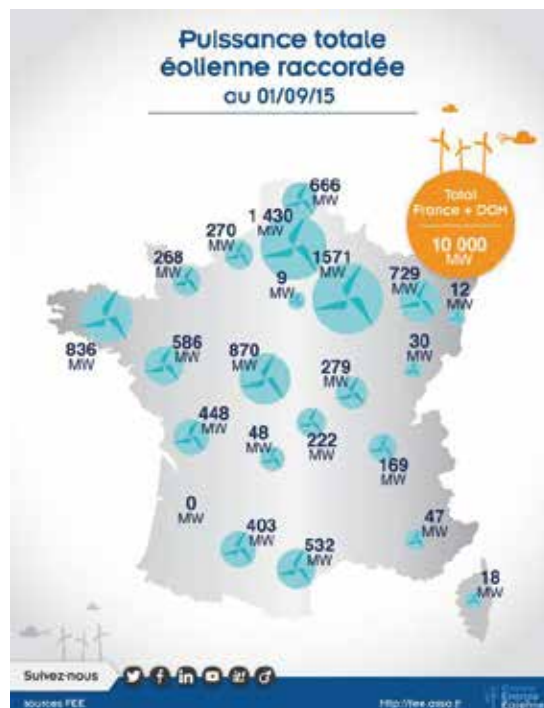 Puissance totale
éolienne raccordée
au 01/09/15
Total
France + DOM
10 000
MW
666
MW
1 430
MW
270
MW
1571
MW
268
MW
9
MW
729
MW
12
MW
836
MW
586
MW
870
MW
279
MW
30
MW
448
MW
48
MW
222
MW
169
MW
0
MW
403
MW
532
MW
47
MW
18
MW
Suivez-nous
sources FEE
http://fee.asso.fr
Energie
Eolienne